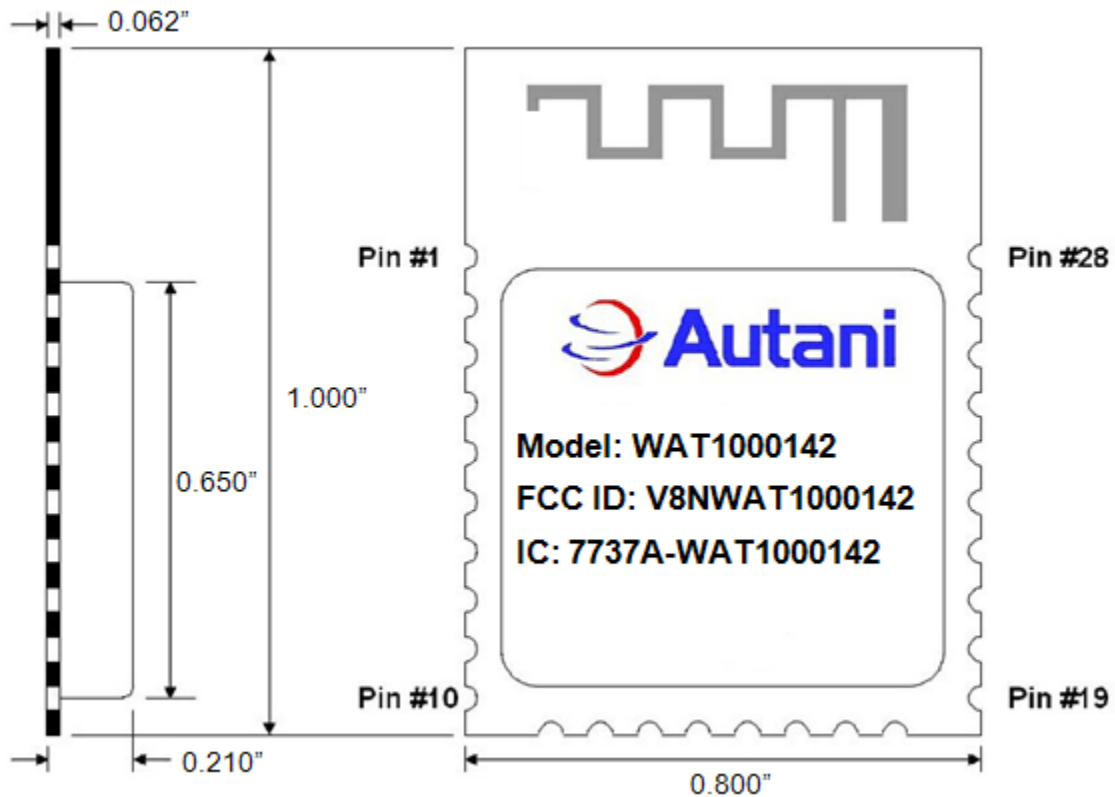 0.062”
Pin #1
Pin #28
Autani
1.000”
Model: WAT1000142
0.650”
FCC ID: V8NWAT1000142
IC: 7737A-WAT1000142
Pin #10
Pin #19
0.210”
0.800”